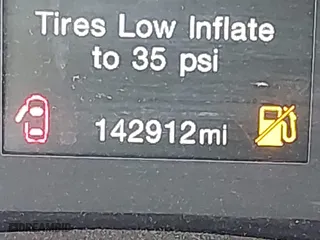 Tires Low Inflate
to 35 psi
142912mi